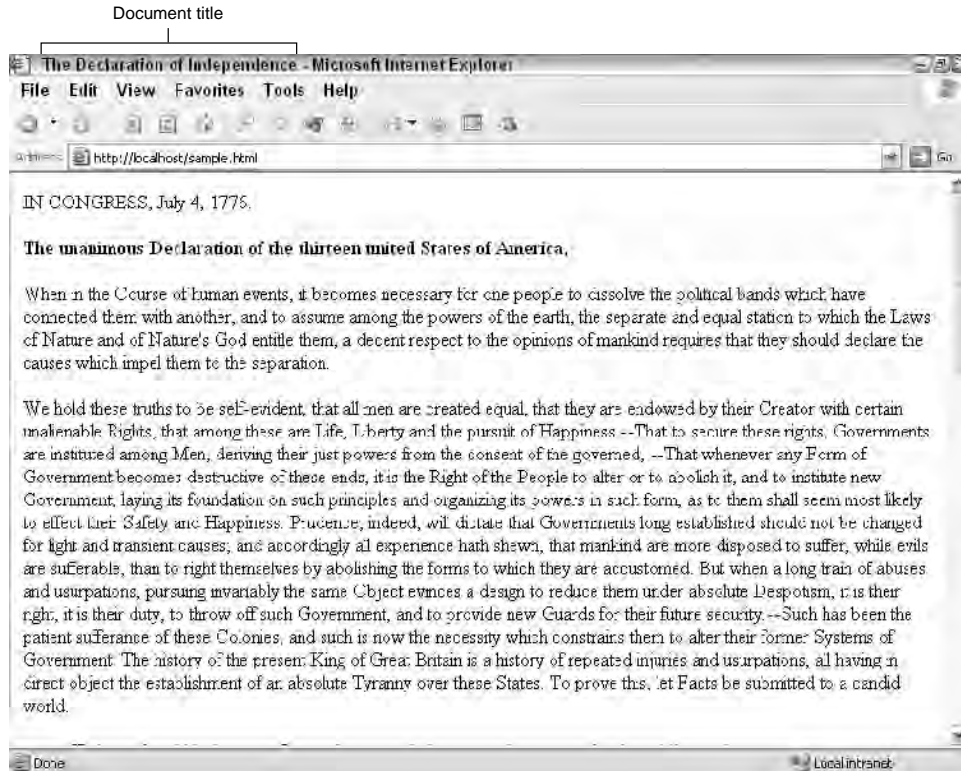 Document title
The Declaration of Independence - Microsoft Internet Explorer
File Edit View Favorites Tools Help
Address http://localhost/sample.html Go
IN CONGRESS, July 4, 1776.
The unanimous Declaration of the thirteen united States of America,
When in the Course of human events, it becomes necessary for one people to dissolve the political bands which have
connected them with another, and to assume among the powers of the earth, the separate and equal station to which the Laws
of Nature and of Nature's God entitle them, a decent respect to the opinions of mankind requires that they should declare the
causes which impel them to the separation.
We hold these truths to be self-evident, that all men are created equal, that they are endowed by their Creator with certain
unalienable Rights, that among these are Life, Liberty and the pursuit of Happiness.--That to secure these rights, Governments
are instituted among Men, deriving their just powers from the consent of the governed, --That whenever any Form of
Government becomes destructive of these ends, it is the Right of the People to alter or to abolish it, and to institute new
Government, laying its foundation on such principles and organizing its powers in such form, as to them shall seem most likely
to effect their Safety and Happiness. Prudence, indeed, will dictate that Governments long established should not be changed
for light and transient causes; and accordingly all experience hath shewn, that mankind are more disposed to suffer, while evils
are sufferable, than to right themselves by abolishing the forms to which they are accustomed. But when a long train of abuses
and usurpations, pursuing invariably the same Object evinces a design to reduce them under absolute Despotism, it is their
right, it is their duty, to throw off such Government, and to provide new Guards for their future security.--Such has been the
patient sufferance of these Colonies; and such is now the necessity which constrains them to alter their former Systems of
Government. The history of the present King of Great Britain is a history of repeated injuries and usurpations, all having in
direct object the establishment of an absolute Tyranny over these States. To prove this, let Facts be submitted to a candid
world.
Done Local intranet